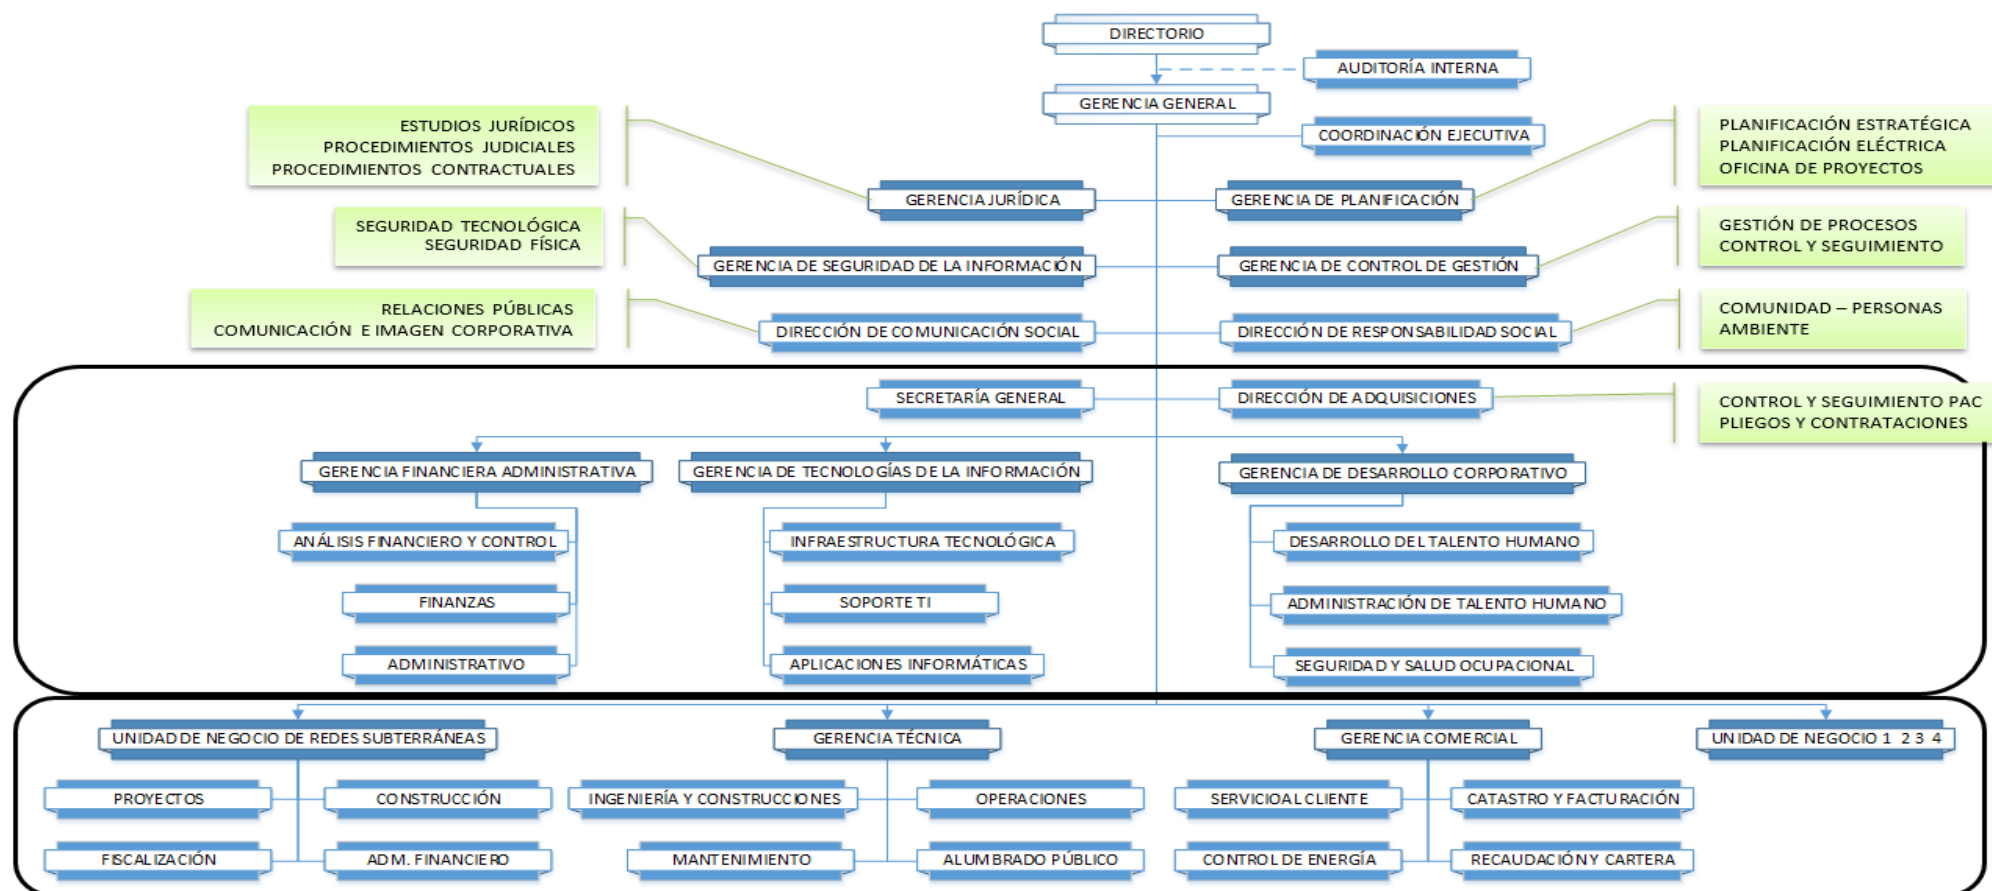 DIRECTORIO
AUDITORÍA INTERNA
GERENCIA GENERAL
COORDINACIÓN EJECUTIVA
ESTUDIOS JURÍDICOS
PROCEDIMIENTOS JUDICIALES
PROCEDIMIENTOS CONTRACTUALES
PLANIFICACIÓN ESTRATÉGICA
PLANIFICACIÓN ELÉCTRICA
OFICINA DE PROYECTOS
GERENCIA JURÍDICA
GERENCIA DE PLANIFICACIÓN
SEGURIDAD TECNOLÓGICA
SEGURIDAD FÍSICA
GESTIÓN DE PROCESOS
CONTROL Y SEGUIMIENTO
GERENCIA DE SEGURIDAD DE LA INFORMACIÓN
GERENCIA DE CONTROL DE GESTIÓN
RELACIONES PÚBLICAS
COMUNICACIÓN E IMAGEN CORPORATIVA
COMUNIDAD – PERSONAS
AMBIENTE
DIRECCIÓN DE COMUNICACIÓN SOCIAL
DIRECCIÓN DE RESPONSABILIDAD SOCIAL
SECRETARÍA GENERAL
DIRECCIÓN DE ADQUISICIONES
CONTROL Y SEGUIMIENTO PAC
PLIEGOS Y CONTRATACIONES
GERENCIA FINANCIERA ADMINISTRATIVA
GERENCIA DE TECNOLOGÍAS DE LA INFORMACIÓN
GERENCIA DE DESARROLLO CORPORATIVO
ANÁLISIS FINANCIERO Y CONTROL
INFRAESTRUCTURA TECNOLÓGICA
DESARROLLO DEL TALENTO HUMANO
FINANZAS
SOPORTE TI
ADMINISTRACIÓN DE TALENTO HUMANO
ADMINISTRATIVO
APLICACIONES INFORMÁTICAS
SEGURIDAD Y SALUD OCUPACIONAL
UNIDAD DE NEGOCIO DE REDES SUBTERRÁNEAS
GERENCIA TÉCNICA
GERENCIA COMERCIAL
UNIDAD DE NEGOCIO 1 2 3 4
PROYECTOS
CONSTRUCCIÓN
INGENIERÍA Y CONSTRUCCIONES
OPERACIONES
SERVICIO AL CLIENTE
CATASTRO Y FACTURACIÓN
FISCALIZACIÓN
ADM. FINANCIERO
MANTENIMIENTO
ALUMBRADO PÚBLICO
CONTROL DE ENERGÍA
RECAUDACIÓN Y CARTERA